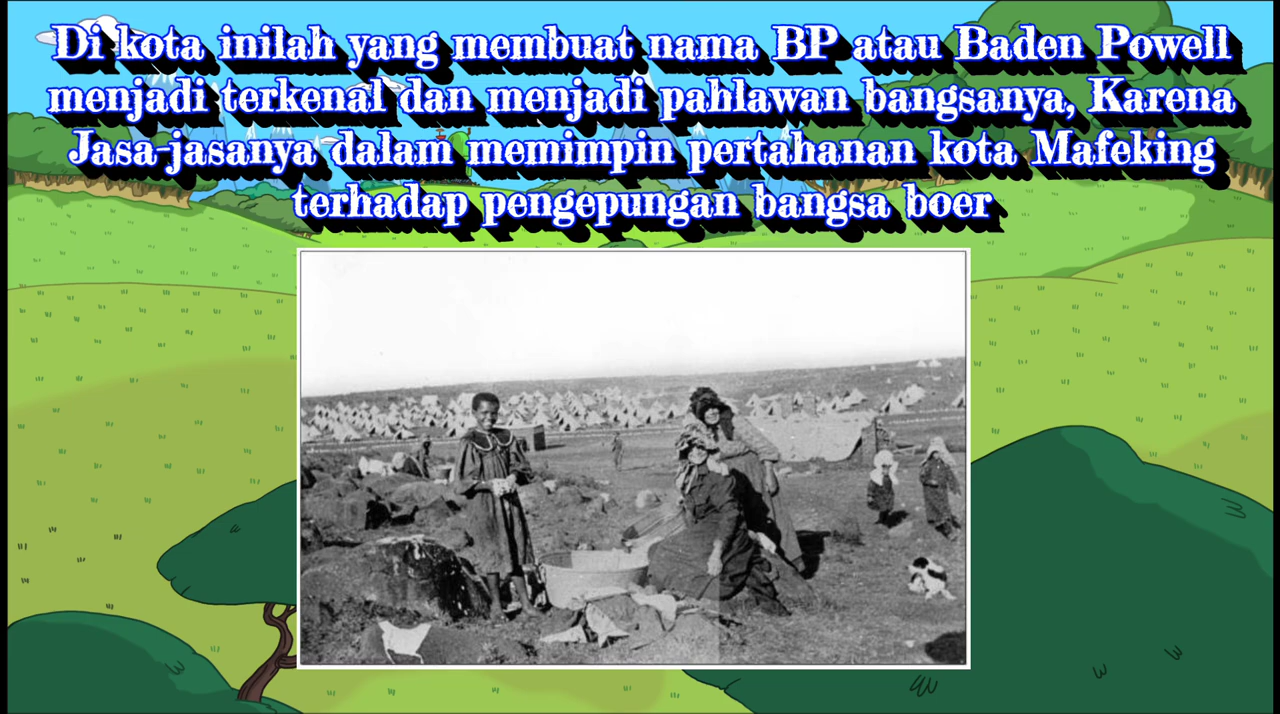 Di kota inilah yang membuat nama BP atau Baden Powell
menjadi terkenal dan menjadi pahlawan bangsanya, Karena
Jasa-jasanya dalam memimpin pertahanan kota Mafeking
terhadap pengepungan bangsa boer